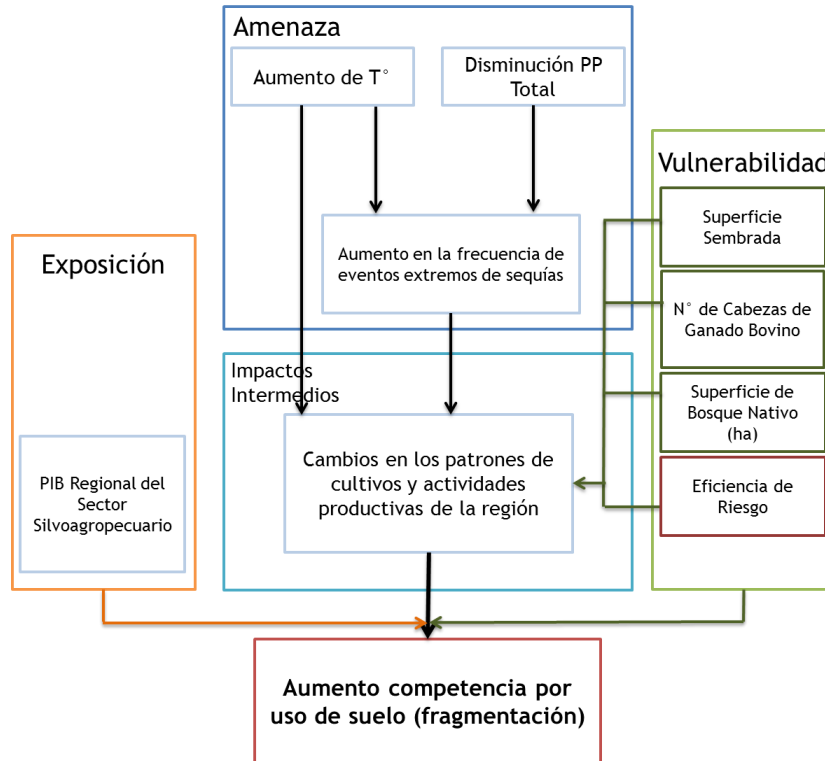 Amenaza
Aumento de T°
Disminución PP
Total
Aumento en la frecuencia de
eventos extremos de sequías
Exposición
PIB Regional del
Sector
Silvoagropecuario
Impactos
Intermedios
Cambios en los patrones de
cultivos y actividades
productivas de la región
Vulnerabilidad
Superficie
Sembrada
N° de Cabezas de
Ganado Bovino
Superficie de
Bosque Nativo
(ha)
Eficiencia de
Riesgo
Aumento competencia por
uso de suelo (fragmentación)